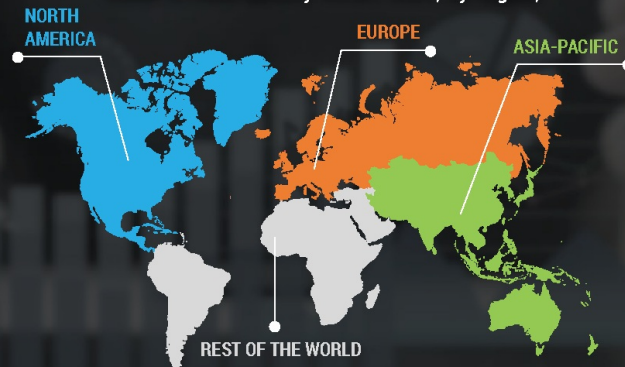 NORTH
AMERICA
EUROPE
ASIA-PACIFIC
REST OF THE WORLD